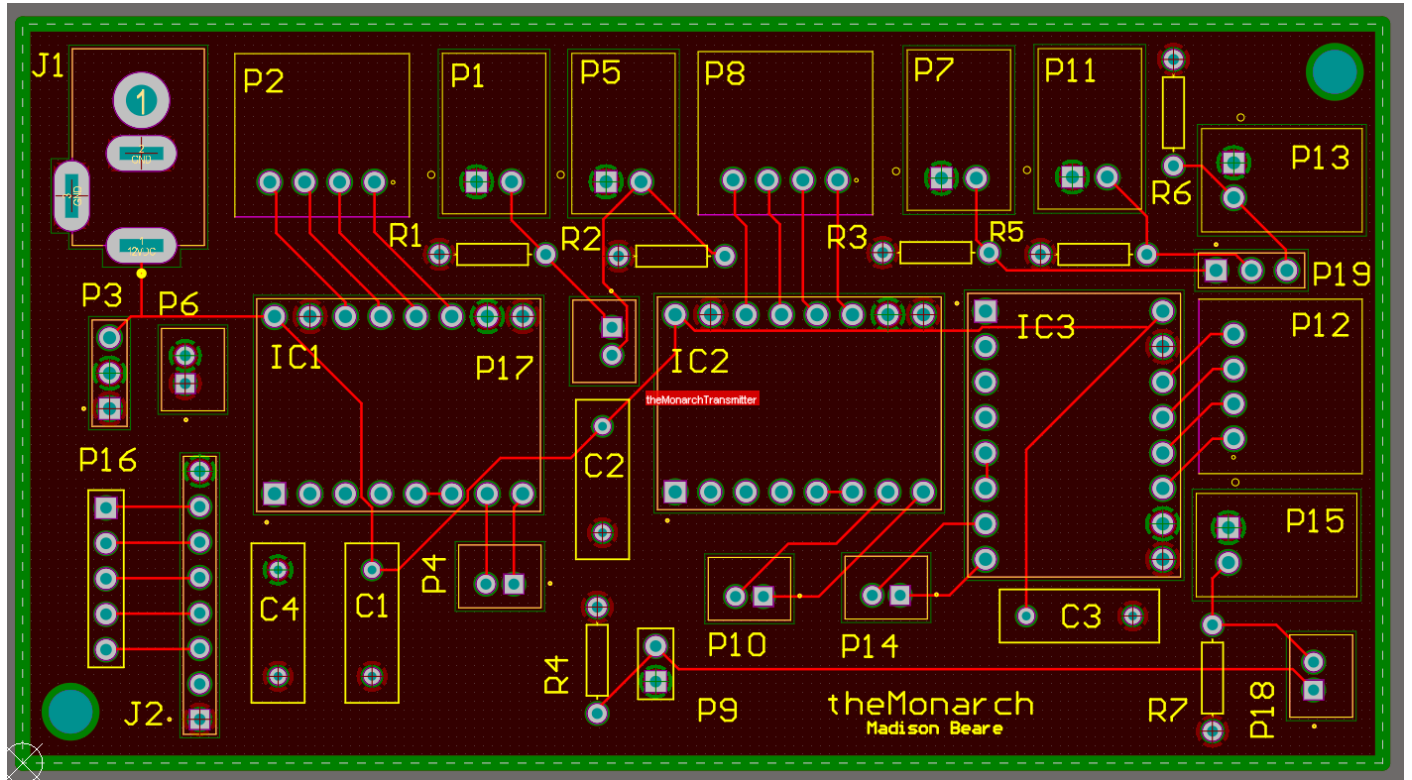 J1
P2
P1
P5
P8
P7
P11
1
2
GND
3
GND
1
12VDC
P13
R6
R1
R2
R3
R5
P19
P3
P6
IC1
P17
IC2
IC3
P12
theMonarchTransmitter
P16
C2
P15
P4
C4
C1
C3
P10
P14
R4
J2.
P9
theMonarch
Madison Beare
R7
P18